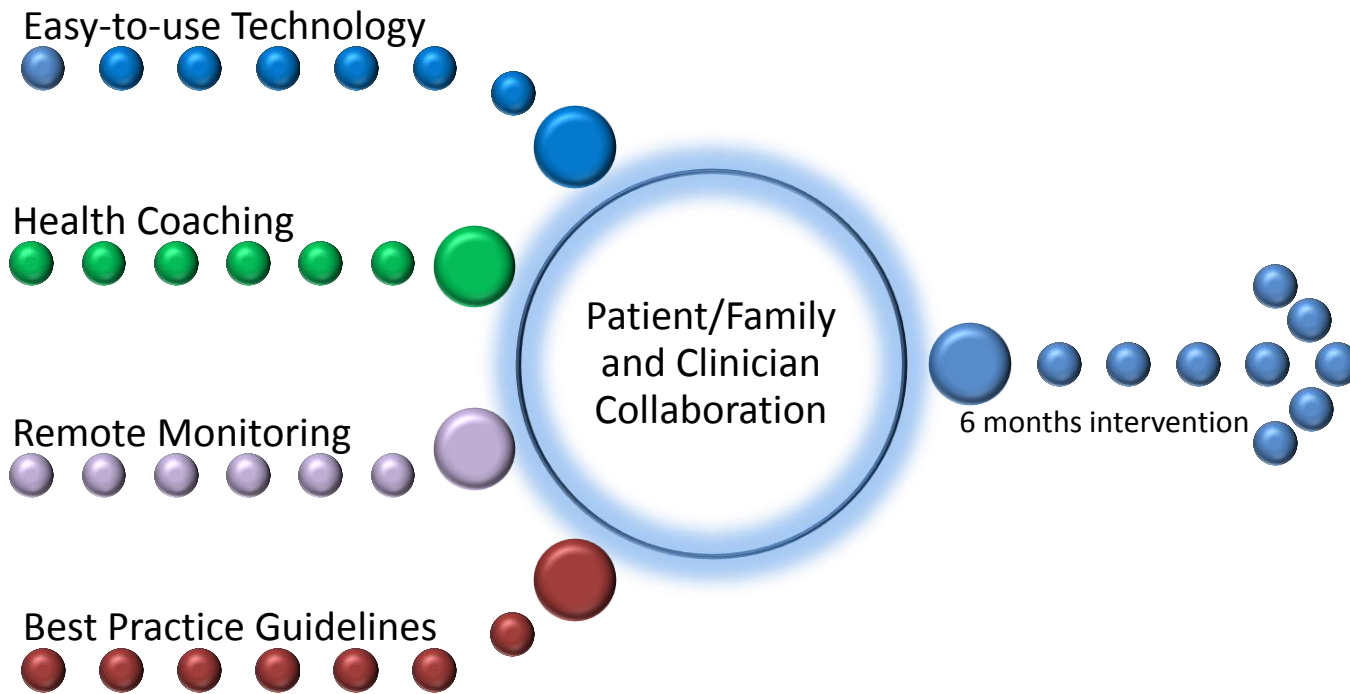 Easy-to-use Technology
Health Coaching
Patient/Family
and Clinician
Collaboration
6 months intervention
Remote Monitoring
Best Practice Guidelines